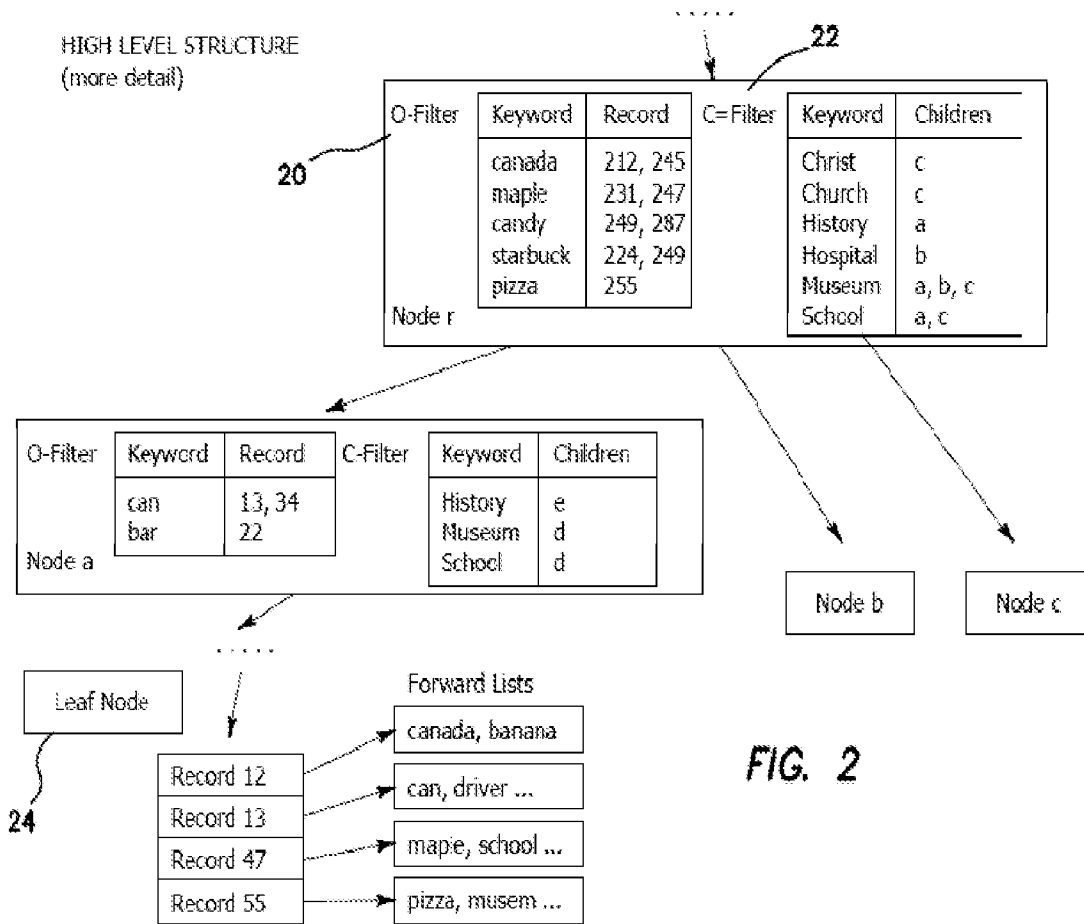 HIGH LEVEL STRUCTURE
(more detail)
22
20
O-Filter
Keyword Record
canada 212, 245
maple 231, 247
candy 249, 287
starbuck 224, 249
pizza 255
C=Filter
Keyword Children
Christ c
Church c
History a
Hospital b
Museum a, b, c
School a, c
Node r
O-Filter
Keyword Record
can 13, 34
bar 22
C-Filter
Keyword Children
History e
Museum d
School d
Node a
Node b
Node c
Leaf Node
24
Forward Lists
Record 12
canada, banana
Record 13
can, driver ...
Record 47
maple, school ...
Record 55
pizza, musem ...
FIG. 2